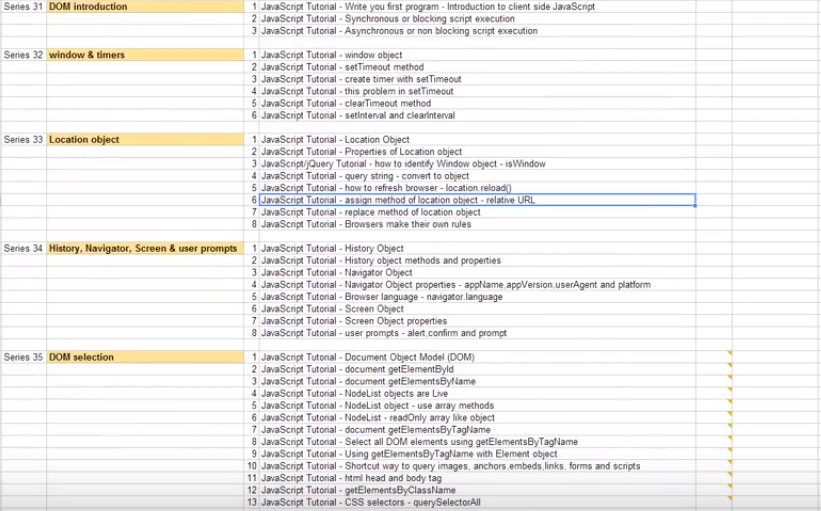 Series 31 DOM introduction 1 JavaScript Tutorial - Write you first program - Introduction to client side JavaScript
2 JavaScript Tutorial - Synchronous or blocking script execution
3 JavaScript Tutorial - Asynchronous or non blocking script execution
Series 32 window & timers 1 JavaScript Tutorial - window object
2 JavaScript Tutorial - setTimeout method
3 JavaScript Tutorial - create timer with setTimeout
4 JavaScript Tutorial - this problem in setTimeout
5 JavaScript Tutorial - clearTimeout method
6 JavaScript Tutorial - setInterval and clearInterval
Series 33 Location object 1 JavaScript Tutorial - Location Object
2 JavaScript Tutorial - Properties of Location object
3 JavaScript/jQuery Tutorial - how to identify Window object - isWindow
4 JavaScript Tutorial - query string - convert to object
5 JavaScript Tutorial - how to refresh browser - location.reload()
6 JavaScript Tutorial - assign method of location object - relative URL
7 JavaScript Tutorial - replace method of location object
8 JavaScript Tutorial - Browsers make their own rules
Series 34 History, Navigator, Screen & user prompts 1 JavaScript Tutorial - History Object
2 JavaScript Tutorial - History object methods and properties
3 JavaScript Tutorial - Navigator Object
4 JavaScript Tutorial - Navigator Object properties - appName,appVersion,userAgent and platform
5 JavaScript Tutorial - Browser language - navigator.language
6 JavaScript Tutorial - Screen Object
7 JavaScript Tutorial - Screen Object properties
8 JavaScript Tutorial - user prompts - alert,confirm and prompt
Series 35 DOM selection 1 JavaScript Tutorial - Document Object Model (DOM)
2 JavaScript Tutorial - document.getElementById
3 JavaScript Tutorial - document.getElementsByName
4 JavaScript Tutorial - NodeList objects are Live
5 JavaScript Tutorial - NodeList object - use array methods
6 JavaScript Tutorial - NodeList - readOnly array like object
7 JavaScript Tutorial - document.getElementsByTagName
8 JavaScript Tutorial - Select all DOM elements using getElementsByTagName
9 JavaScript Tutorial - Using getElementsByTagName with Element object
10 JavaScript Tutorial - Shortcut way to query images, anchors,embeds,links, forms and scripts
11 JavaScript Tutorial - html head and body tag
12 JavaScript Tutorial - getElementsByClassName
13 JavaScript Tutorial - CSS selectors - querySelectorAll